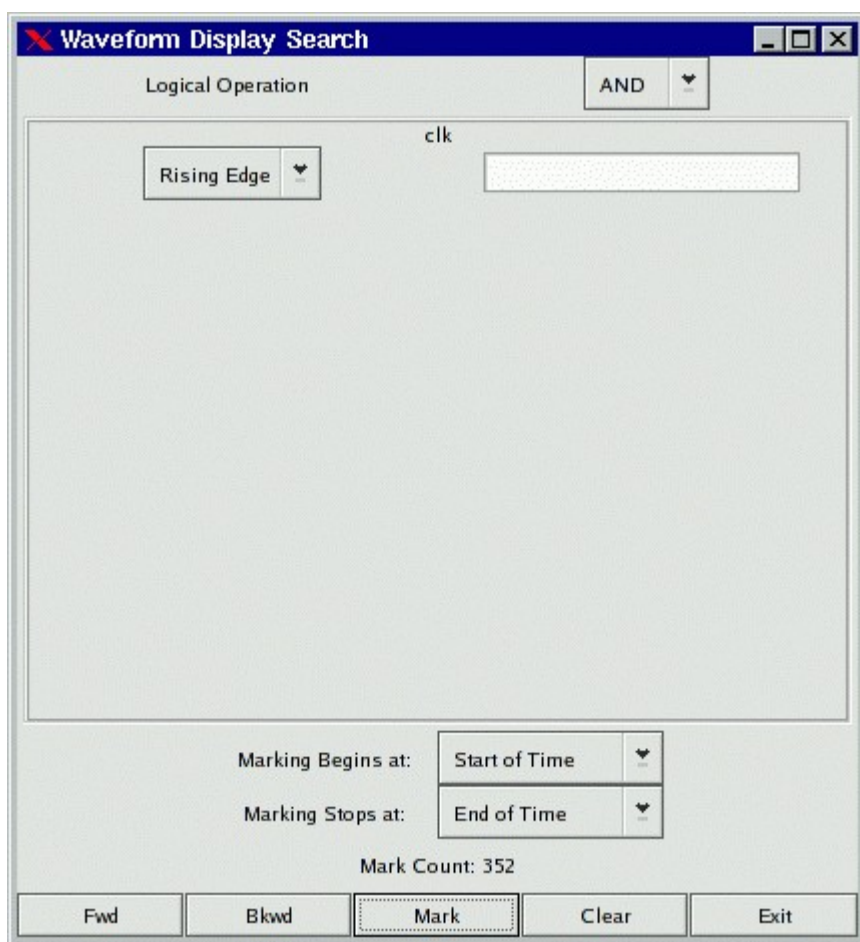 Waveform Display Search
Logical Operation AND
clk
Rising Edge
Marking Begins at: Start of Time
Marking Stops at: End of Time
Mark Count: 352
Fwd Bkwd Mark Clear Exit